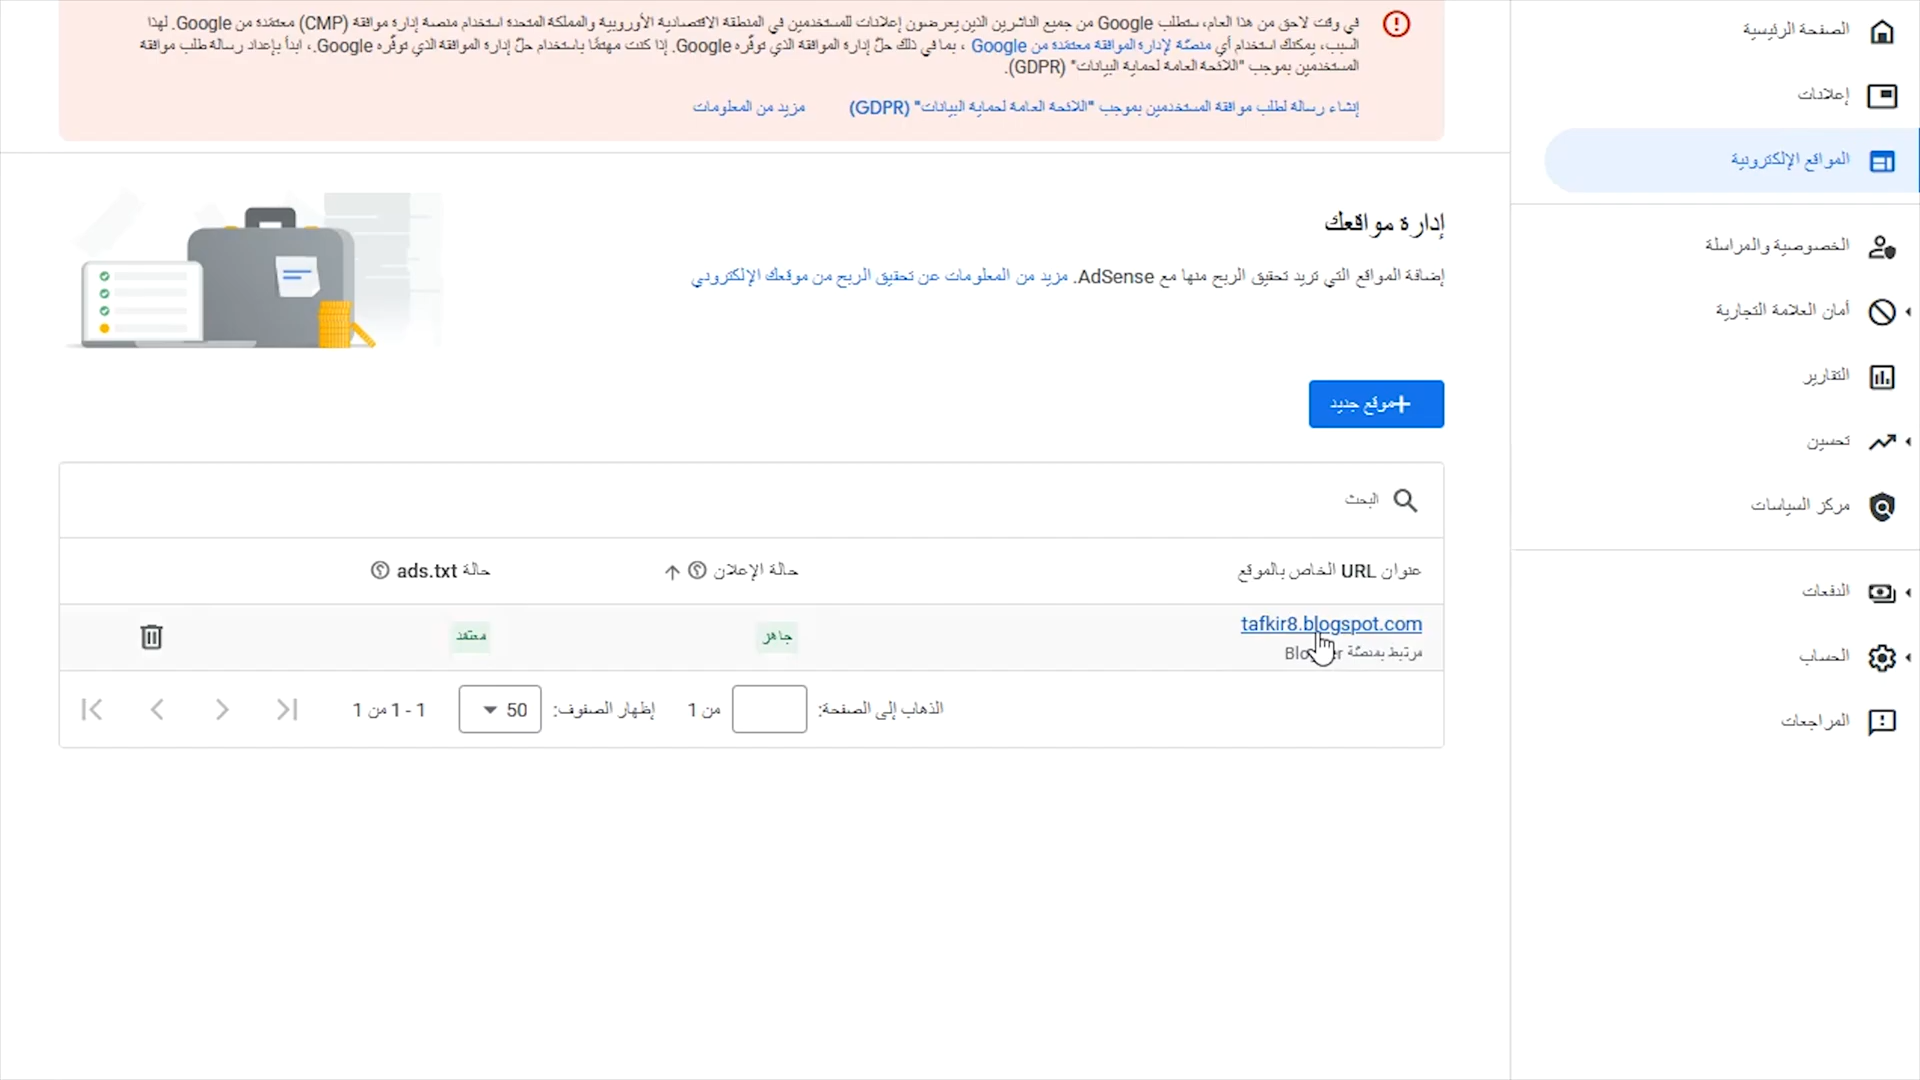 في وقت لاحق من هذا العام، ستطلب Google من جميع الناشرين الذين يعرضون إعلانات للمستخدمين في المنطقة الاقتصادية الأوروبية والمملكة المتحدة استخدام منصة إدارة موافقة (CMP) معتمَدة من Google. لهذا
السبب، يمكنك استخدام أي منصّة لإدارة الموافقة معتمَدة من Google ، بما في ذلك حلّ إدارة الموافقة الذي توفّره Google. إذا كنت مهتمًا باستخدام حلّ إدارة الموافقة الذي توفّره Google،. ابدأ بإعداد رسالة طلب موافقة
المستخدمين بموجب "اللائحة العامة لحماية البيانات" (GDPR).
إنشاء رسالة لطلب موافقة المستخدمين بموجب "اللائحة العامة لحماية البيانات" (GDPR) مزيد من المعلومات
الصفحة الرئيسية
إعلانات
المواقع الإلكترونية
الخصوصية والمراسلة
أمان العلامة التجارية
التقارير
تحسين
مركز السياسات
الدفعات
الحساب
المراجعات
إدارة مواقعك
إضافة المواقع التي تريد تحقيق الربح منها مع AdSense. مزيد من المعلومات عن تحقيق الربح من موقعك الإلكتروني
+موقع جديد
البحث
عنوان URL الخاص بالموقع حالة الإعلان حالة ads.txt
tafkir8.blogspot.com جاهز معتمَد
مرتبط بمنصّة
الذهاب إلى الصفحة: من 1 إظهار الصفوف: 50 1 - 1 من 1